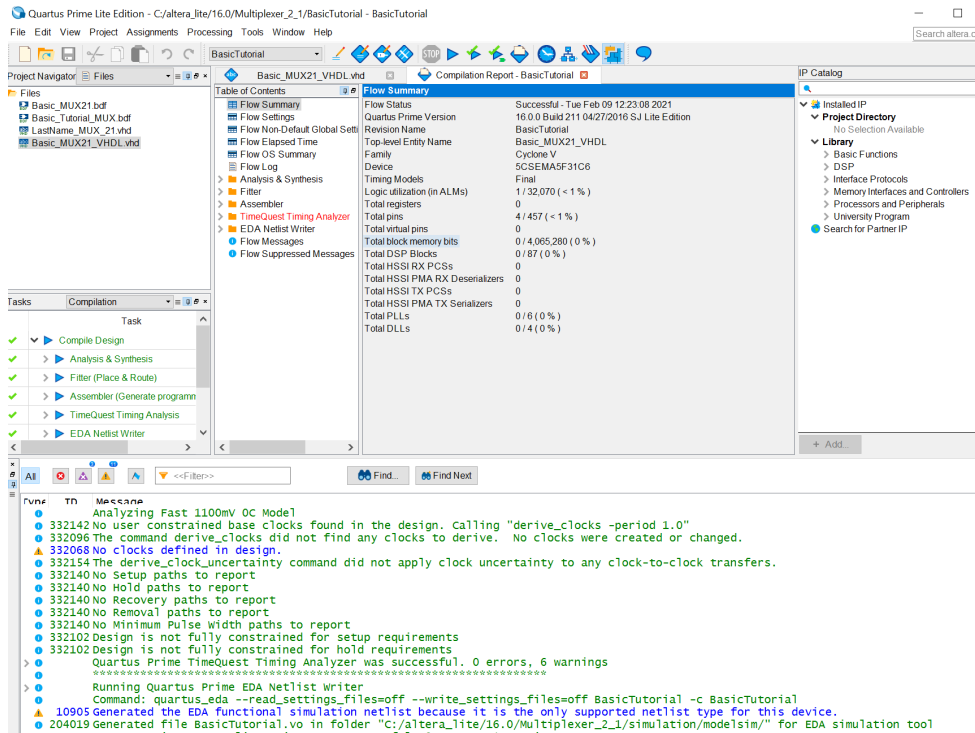 Quartus Prime Lite Edition - C:/altera_lite/16.0/Multiplexer_2_1/BasicTutorial - BasicTutorial
File Edit View Project Assignments Processing Tools Window Help
Search altera.c
BasicTutorial
STOP
Project Navigator Files
Files
Basic_MUX21.bdf
Basic_Tutorial_MUX.bdf
LastName_MUX_21.vhd
Basic_MUX21_VHDL.vhd
Tasks Compilation
Task
Compile Design
Analysis & Synthesis
Fitter (Place & Route)
Assembler (Generate programm
TimeQuest Timing Analysis
EDA Netlist Writer
Basic_MUX21_VHDL.vhd
Compilation Report - BasicTutorial
Table of Contents
Flow Summary
Flow Settings
Flow Non-Default Global Setti
Flow Elapsed Time
Flow OS Summary
Flow Log
Analysis & Synthesis
Fitter
Assembler
TimeQuest Timing Analyzer
EDA Netlist Writer
Flow Messages
Flow Suppressed Messages
Flow Summary
Flow Status Successful - Tue Feb 09 12:23:08 2021
Quartus Prime Version 16.0.0 Build 211 04/27/2016 SJ Lite Edition
Revision Name BasicTutorial
Top-level Entity Name Basic_MUX21_VHDL
Family Cyclone V
Device 5CSEMA5F31C6
Timing Models Final
Logic utilization (in ALMs) 1 / 32,070 ( < 1 % )
Total registers 0
Total pins 4 / 457 ( < 1 % )
Total virtual pins 0
Total block memory bits 0 / 4,065,280 ( 0 % )
Total DSP Blocks 0 / 87 ( 0 % )
Total HSSI RX PCSs 0
Total HSSI PMA RX Deserializers 0
Total HSSI TX PCSs 0
Total HSSI PMA TX Serializers 0
Total PLLs 0 / 6 ( 0 % )
Total DLLs 0 / 4 ( 0 % )
IP Catalog
Installed IP
Project Directory
No Selection Available
Library
Basic Functions
DSP
Interface Protocols
Memory Interfaces and Controllers
Processors and Peripherals
University Program
Search for Partner IP
+ Add...
All <<Filter>> Find... Find Next
Type ID Message
Analyzing Fast 1100mV 0C Model
332142 No user constrained base clocks found in the design. Calling "derive_clocks -period 1.0"
332096 The command derive_clocks did not find any clocks to derive. No clocks were created or changed.
332068 No clocks defined in design.
332154 The derive_clock_uncertainty command did not apply clock uncertainty to any clock-to-clock transfers.
332140 No Setup paths to report
332140 No Hold paths to report
332140 No Recovery paths to report
332140 No Removal paths to report
332140 No Minimum Pulse Width paths to report
332102 Design is not fully constrained for setup requirements
332102 Design is not fully constrained for hold requirements
Quartus Prime TimeQuest Timing Analyzer was successful. 0 errors, 6 warnings
*******************************************************************
Running Quartus Prime EDA Netlist Writer
Command: quartus_eda --read_settings_files=off --write_settings_files=off BasicTutorial -c BasicTutorial
10905 Generated the EDA functional simulation netlist because it is the only supported netlist type for this device.
204019 Generated file BasicTutorial.vo in folder "C:/altera_lite/16.0/Multiplexer_2_1/simulation/modelsim/" for EDA simulation tool